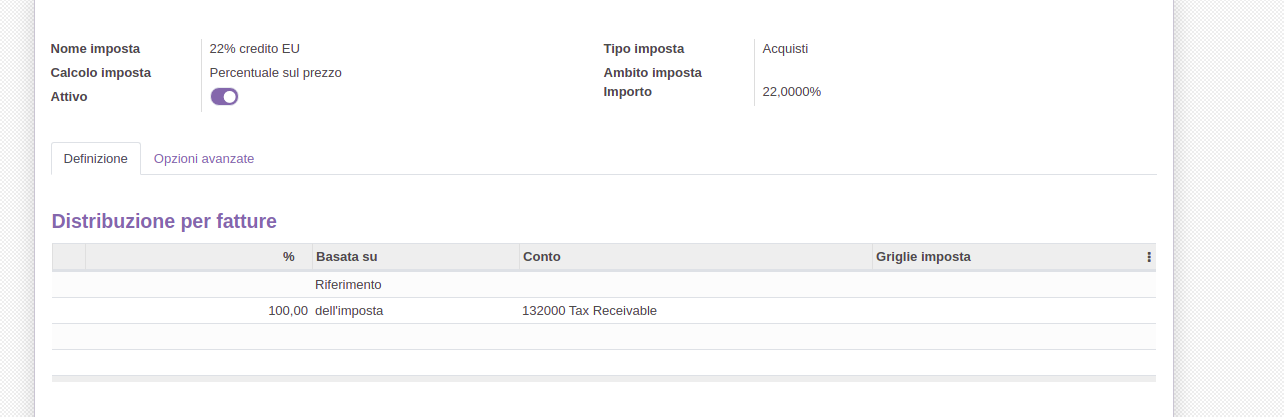 Nome imposta 22% credito EU Tipo imposta Acquisti
Calcolo imposta Percentuale sul prezzo Ambito imposta
Attivo Importo 22,0000%
Definizione Opzioni avanzate
Distribuzione per fatture
% Basata su Conto Griglie imposta
Riferimento
100,00 dell'imposta 132000 Tax Receivable